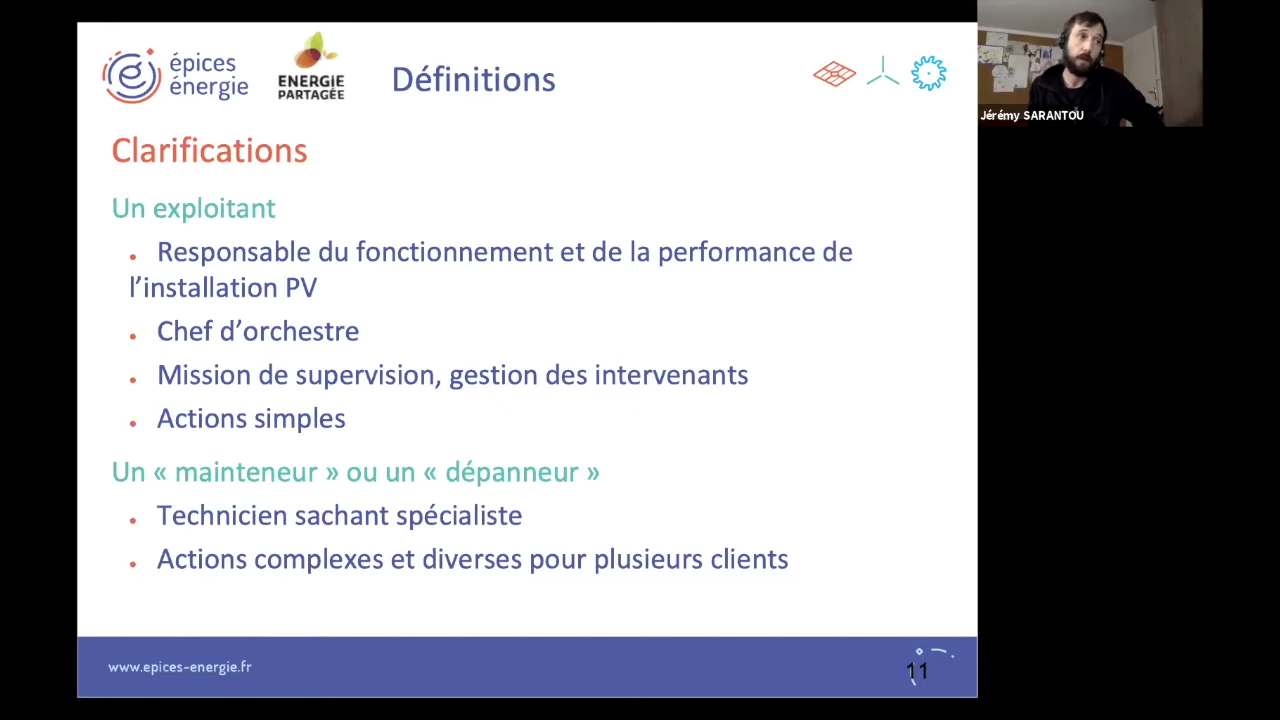 épices
énergie
ENERGIE
PARTAGÉE
Définitions
Jérémy SARANTOU
Clarifications
Un exploitant
• Responsable du fonctionnement et de la performance de
l’installation PV
• Chef d’orchestre
• Mission de supervision, gestion des intervenants
• Actions simples
Un « mainteneur » ou un « dépanneur »
• Technicien sachant spécialiste
• Actions complexes et diverses pour plusieurs clients
www.epices-energie.fr
11